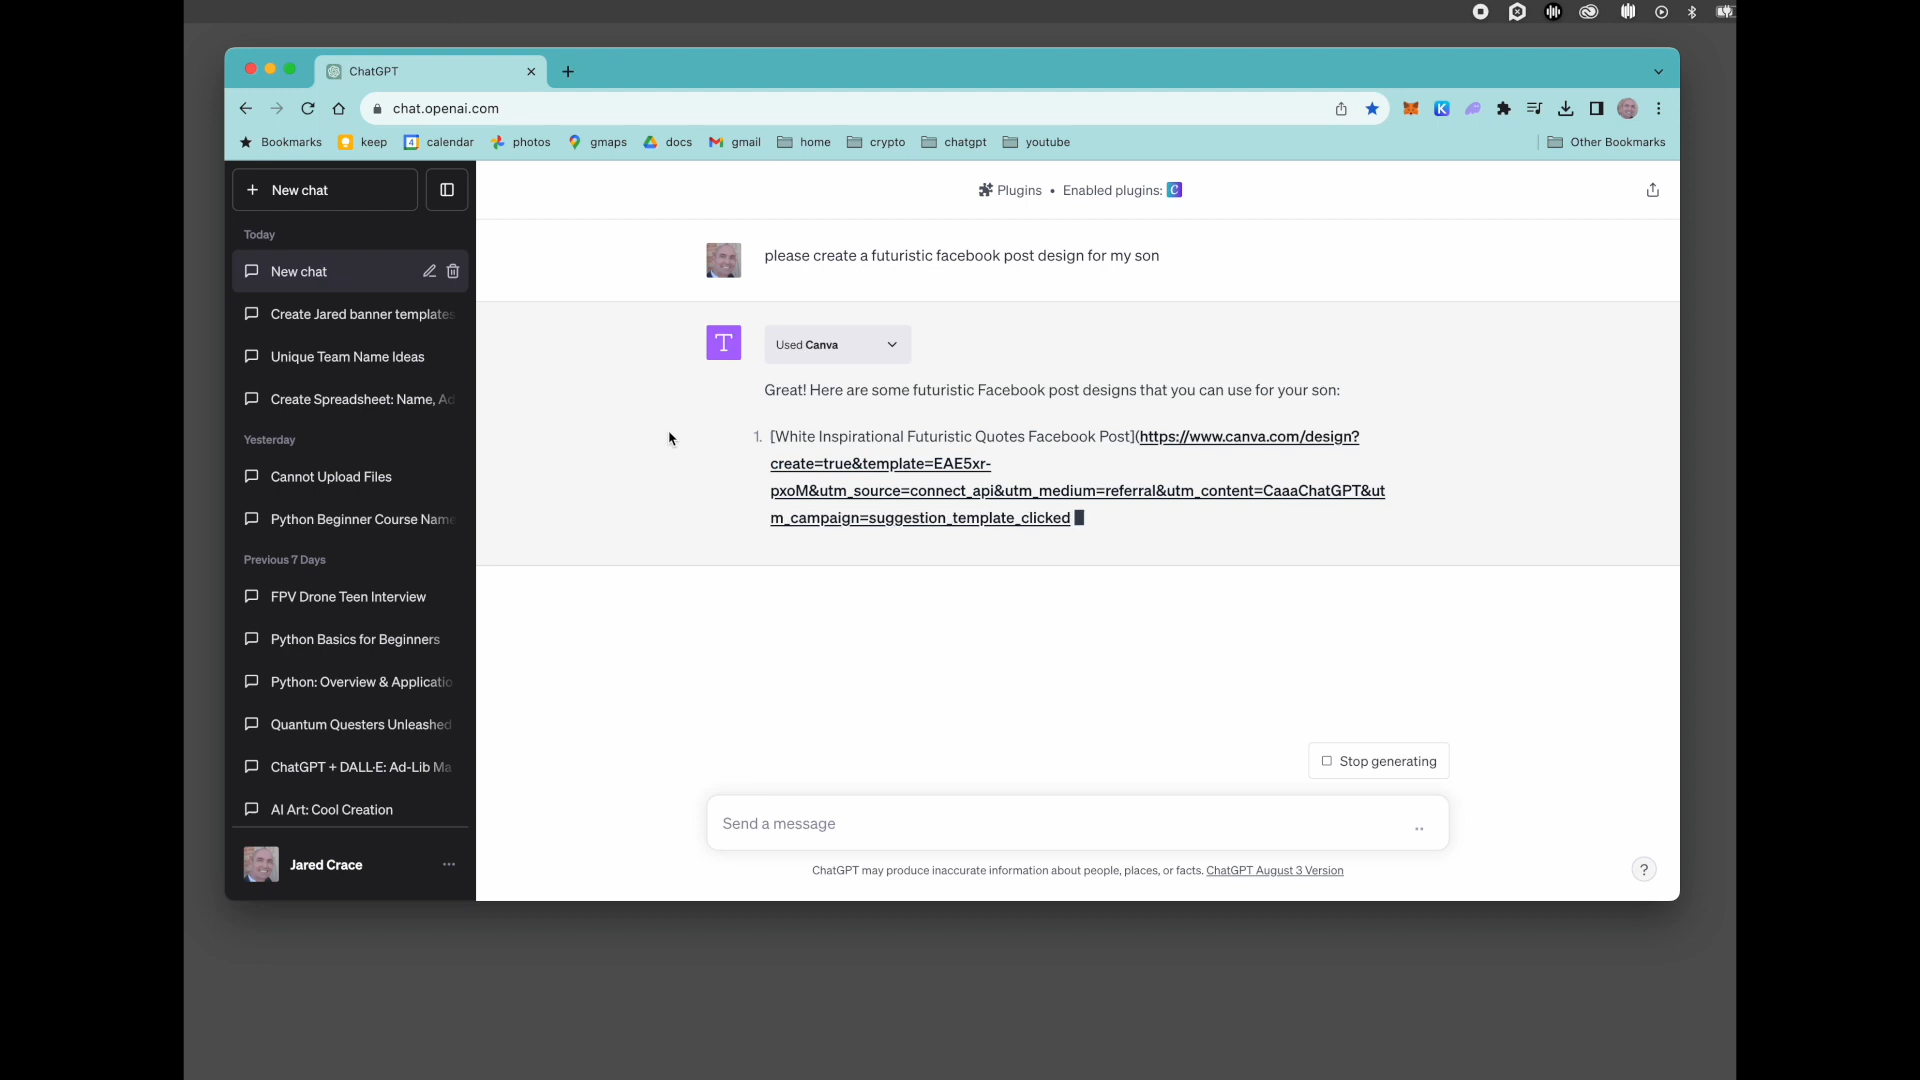 ChatGPT
chat.openai.com
Bookmarks keep calendar photos gmaps docs gmail home crypto chatgpt youtube Other Bookmarks
New chat
Plugins • Enabled plugins:
Today
New chat
Create Jared banner templates
Unique Team Name Ideas
Create Spreadsheet: Name, Ad
Yesterday
Cannot Upload Files
Python Beginner Course Name
Previous 7 Days
FPV Drone Teen Interview
Python Basics for Beginners
Python: Overview & Applicatio
Quantum Questers Unleashed
ChatGPT + DALL·E: Ad-Lib Ma
AI Art: Cool Creation
Jared Crace
please create a futuristic facebook post design for my son
T
Used Canva
Great! Here are some futuristic Facebook post designs that you can use for your son:
1. [White Inspirational Futuristic Quotes Facebook Post](https://www.canva.com/design?
create=true&template=EAE5xr-
pxoM&utm_source=connect_api&utm_medium=referral&utm_content=CaaaChatGPT&ut
m_campaign=suggestion_template_clicked
Stop generating
Send a message
ChatGPT may produce inaccurate information about people, places, or facts. ChatGPT August 3 Version
?